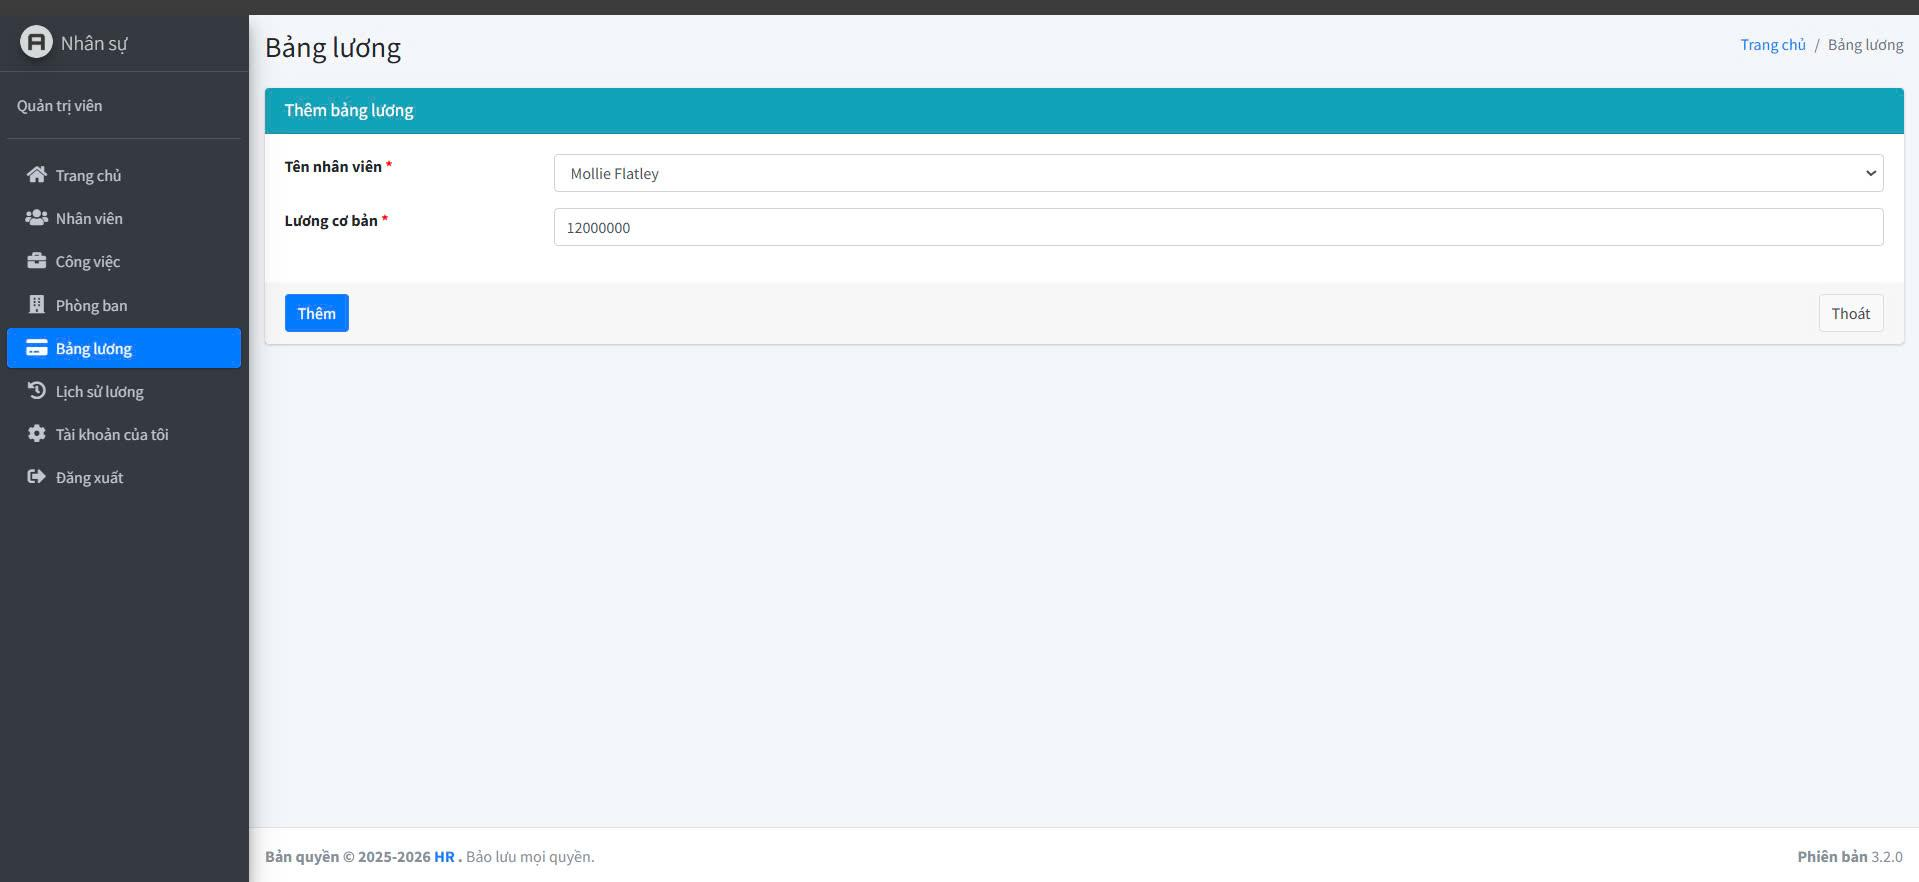 Nhân sự
Quản trị viên
Trang chủ
Nhân viên
Công việc
Phòng ban
Bảng lương
Lịch sử lương
Tài khoản của tôi
Đăng xuất
Bảng lương
Trang chủ / Bảng lương
Thêm bảng lương
Tên nhân viên *
Mollie Flatley
Lương cơ bản *
12000000
Thêm
Thoát
Bản quyền © 2025-2026 HR . Bảo lưu mọi quyền.
Phiên bản 3.2.0